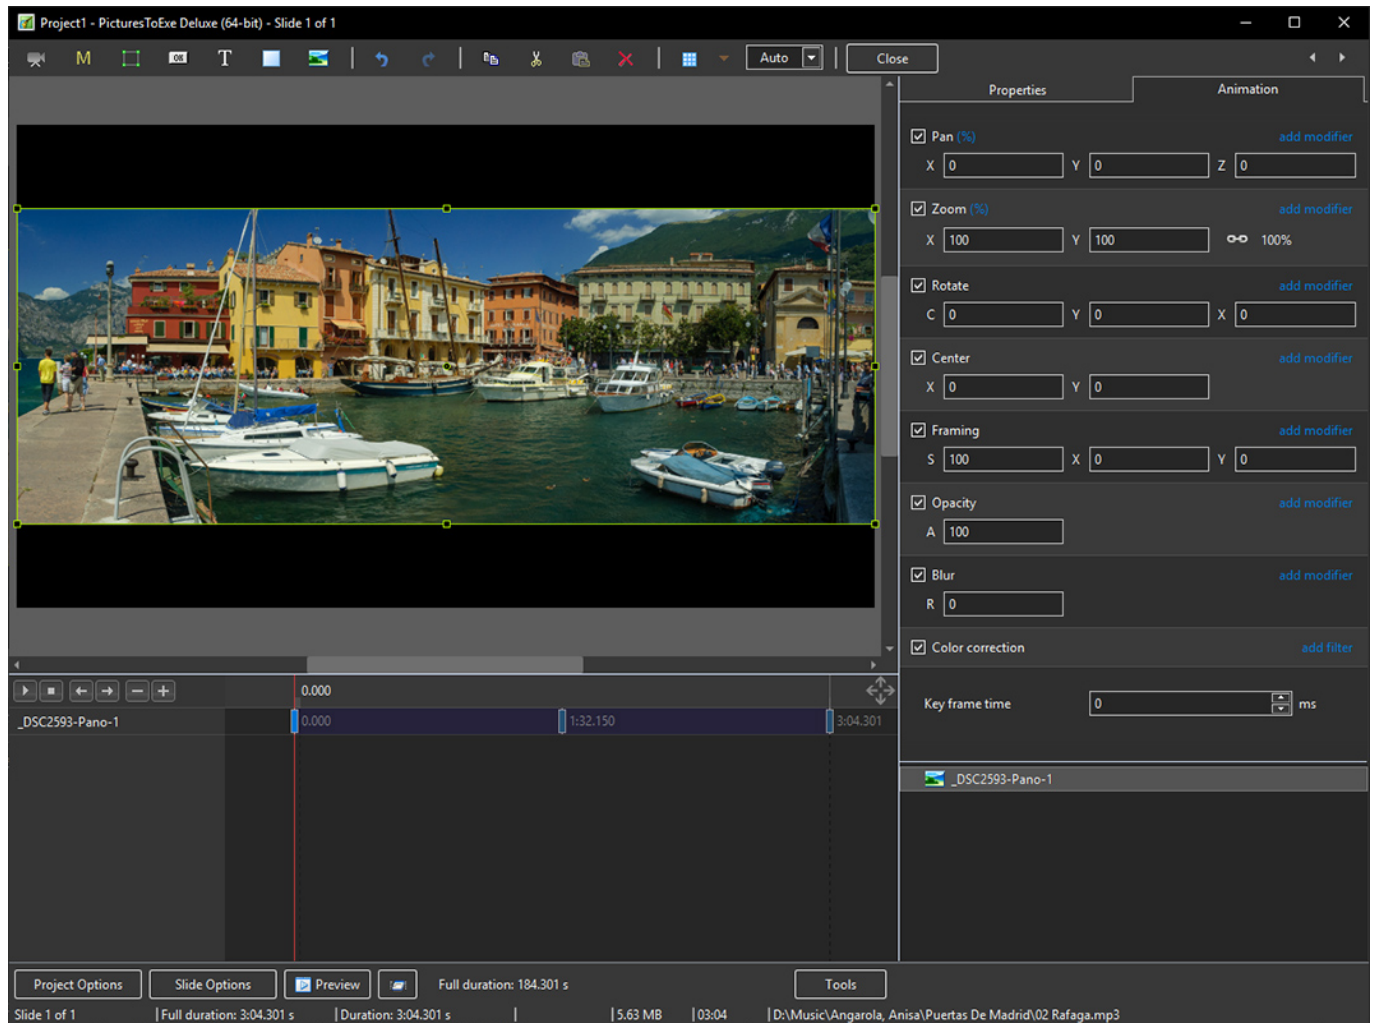 Project1 - PicturesToExe Deluxe (64-bit) - Slide 1 of 1
M OK T Auto Close
Properties Animation
Pan (%) add modifier
X 0 Y 0 Z 0
Zoom (%) add modifier
X 100 Y 100 100%
Rotate add modifier
C 0 Y 0 X 0
Center add modifier
X 0 Y 0
Framing add modifier
S 100 X 0 Y 0
Opacity add modifier
A 100
Blur add modifier
R 0
Color correction add filter
0.000
Key frame time 0 ms
_DSC2593-Pano-1 0.000 1:32.150 3:04.301
_DSC2593-Pano-1
Project Options Slide Options Preview Full duration: 184.301 s Tools
Slide 1 of 1 | Full duration: 3:04.301 s | Duration: 3:04.301 s | | 5.63 MB | 03:04 | D:\Music\Angarola, Anisa\Puertas De Madrid\02 Rafaga.mp3